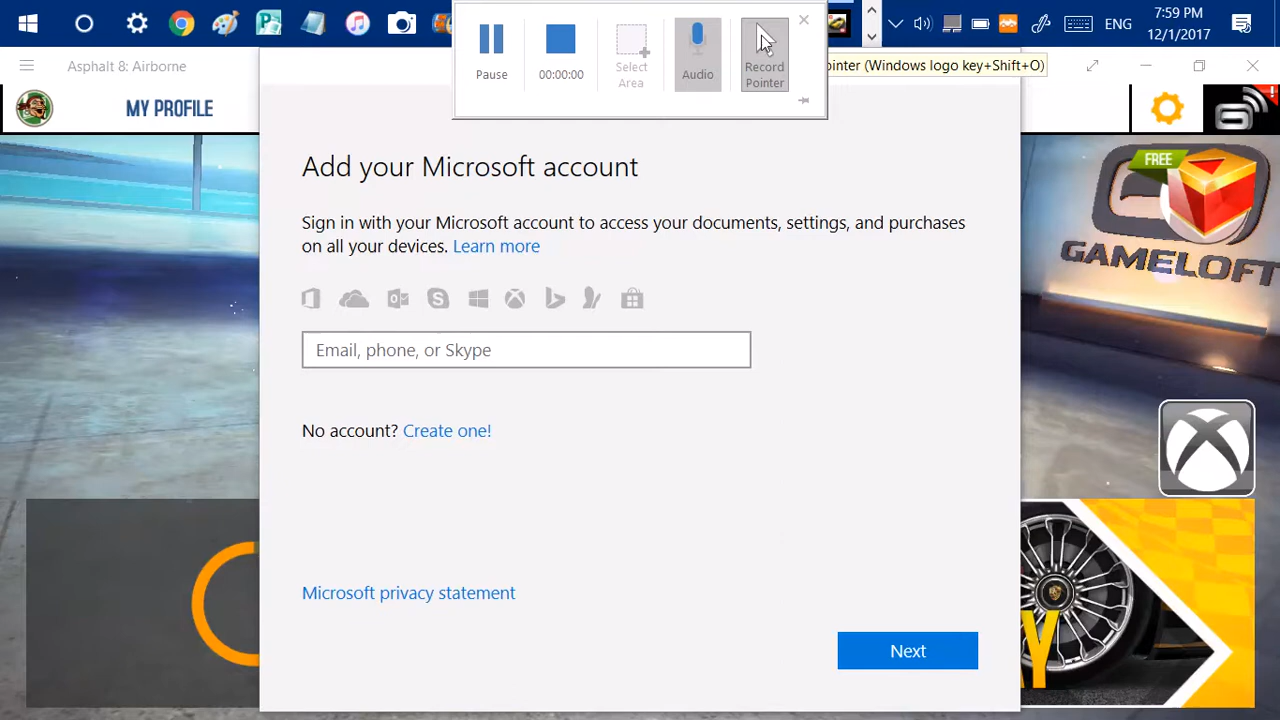 7:59 PM
ENG
12/1/2017
Pause
00:00:00
Select
Area
Audio
Record
Pointer
ointer (Windows logo key+Shift+O)
Asphalt 8: Airborne
MY PROFILE
FREE
GAMELOFT
Add your Microsoft account
Sign in with your Microsoft account to access your documents, settings, and purchases
on all your devices. Learn more
Email, phone, or Skype
No account? Create one!
Microsoft privacy statement
Next
Y